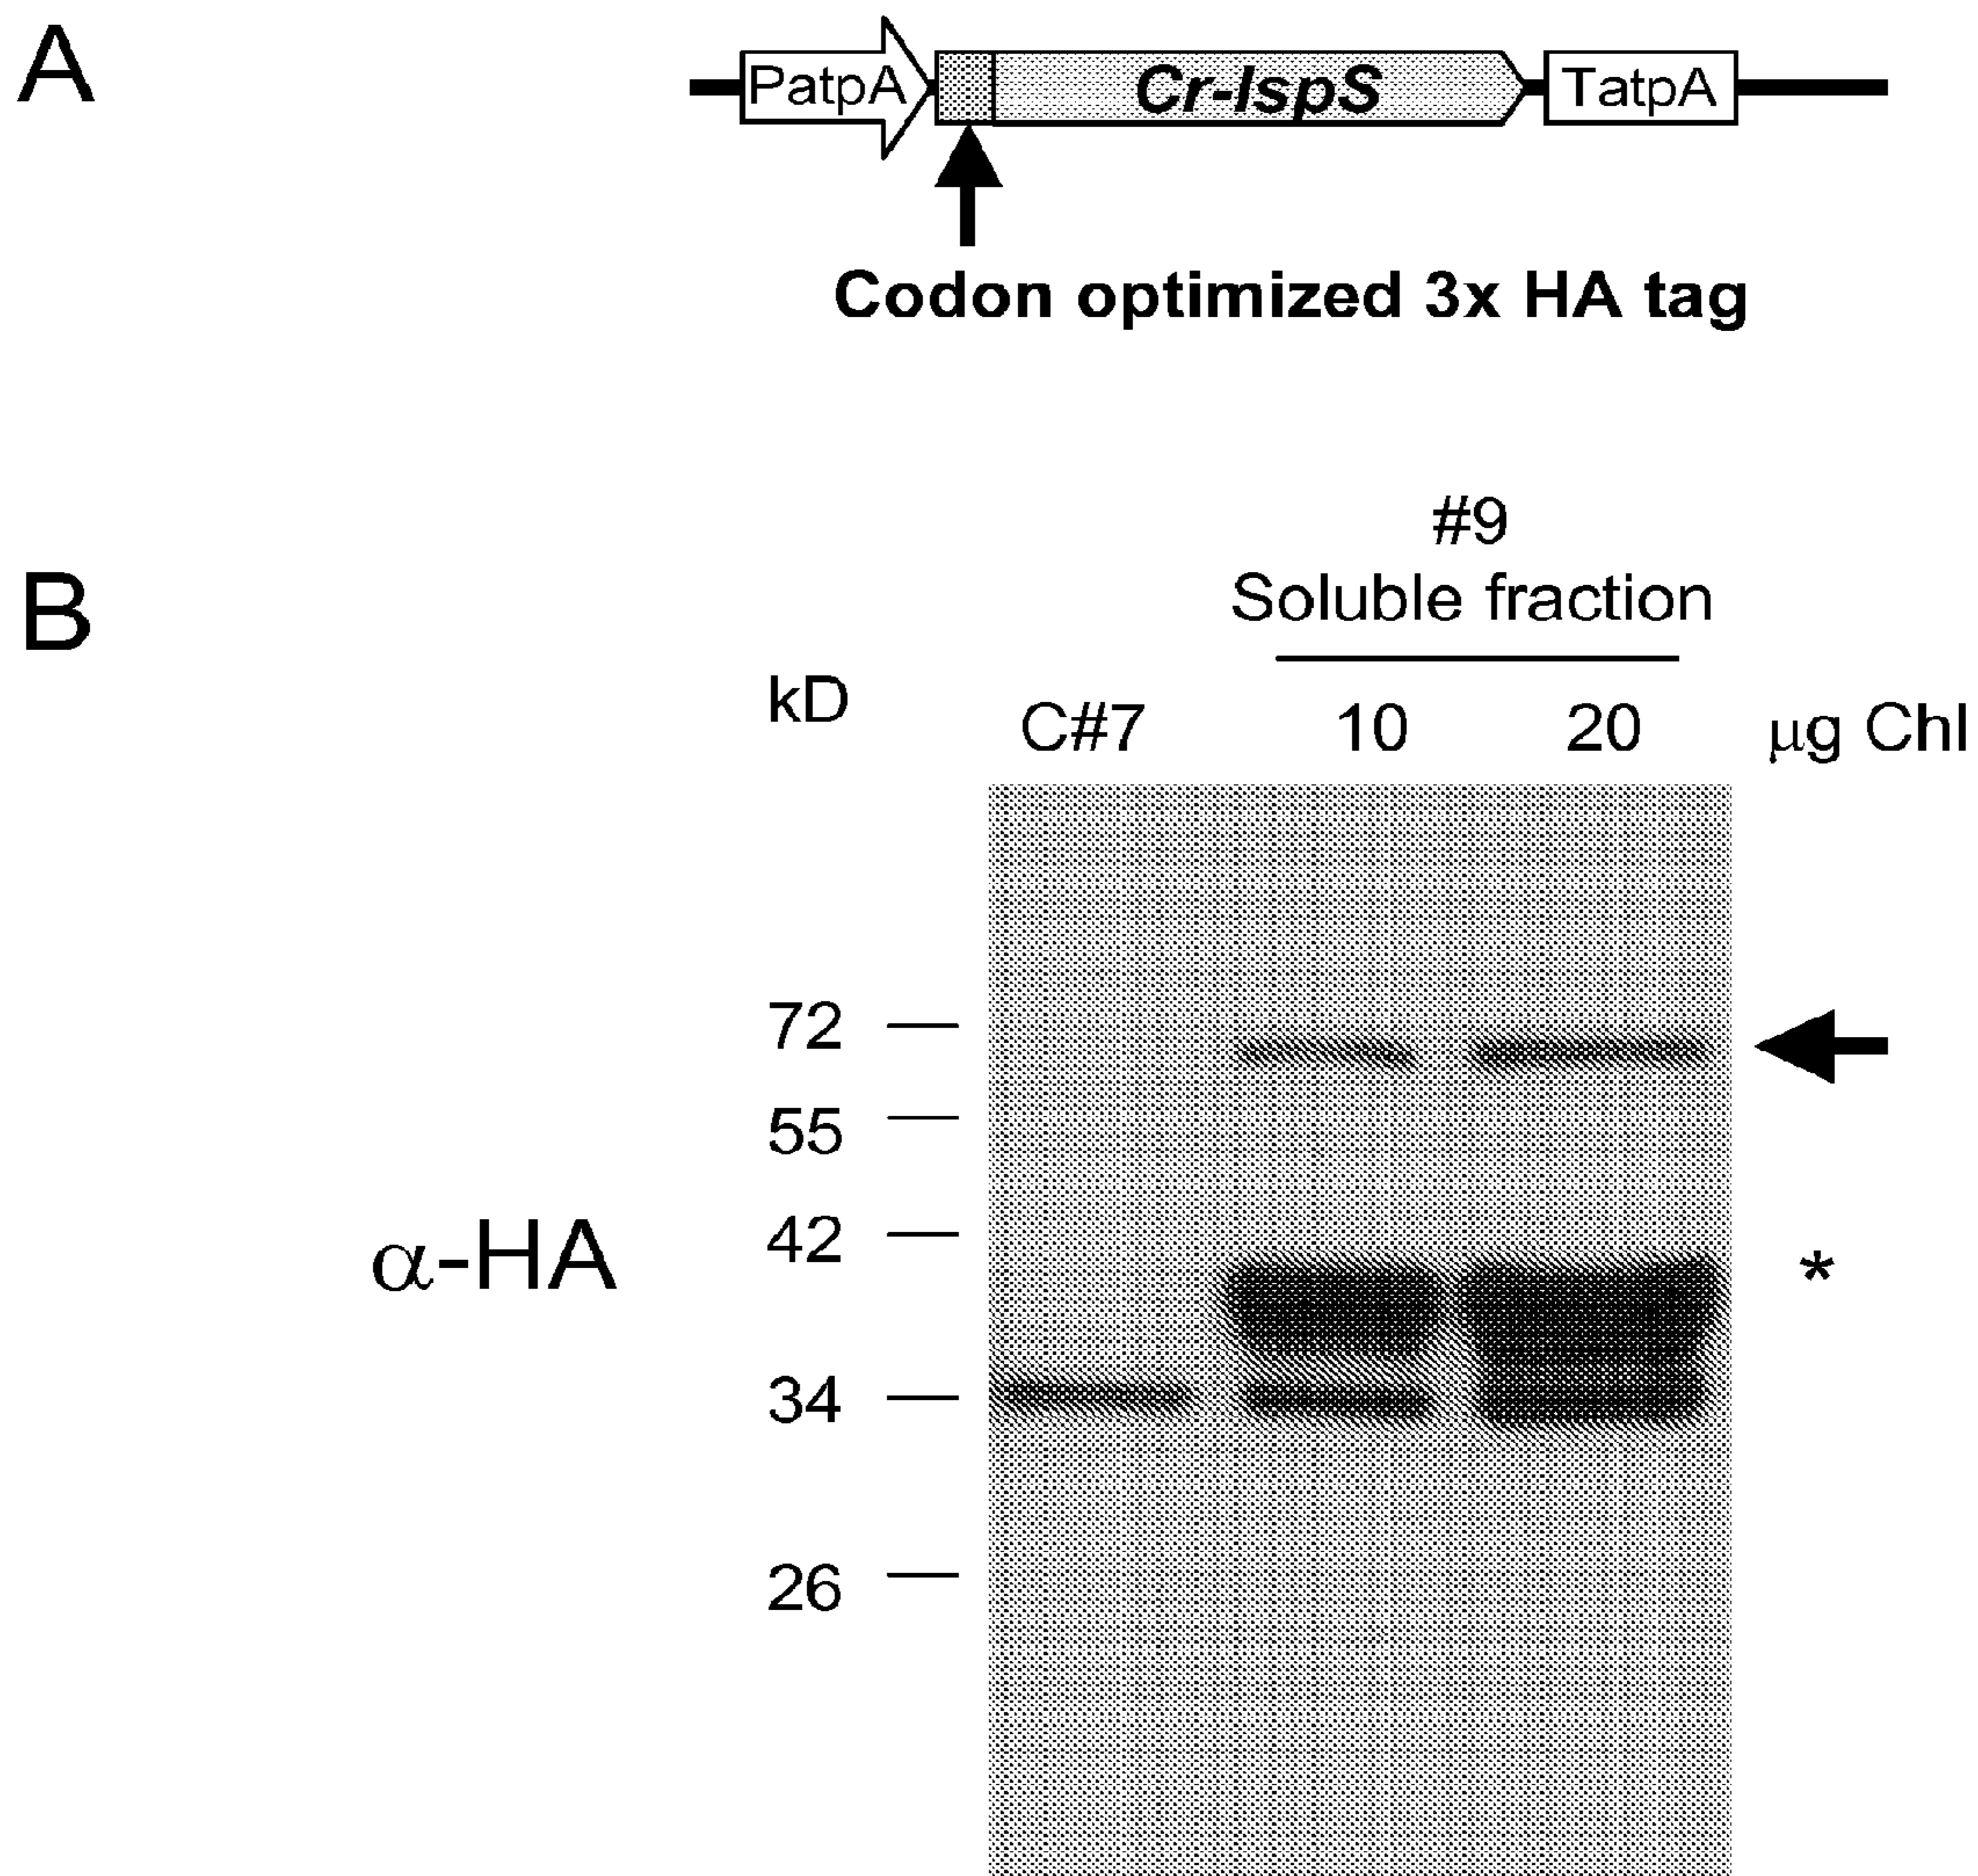 A
PatpA Cr-IspS TatpA
Codon optimized 3x HA tag
B
#9
Soluble fraction
kD C#7 10 20 µg Chl
72
55
42
α-HA *
34
26